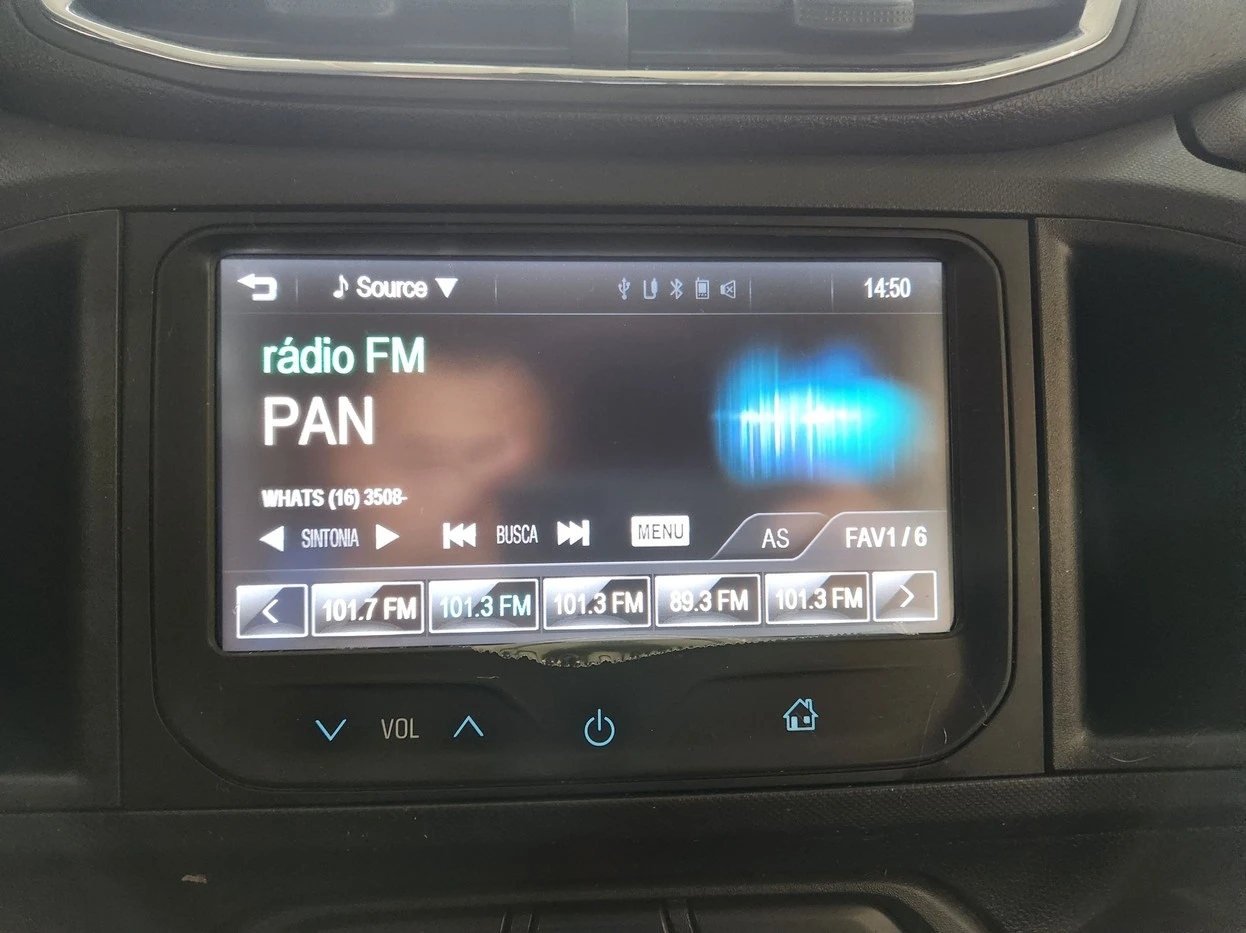 Source
14:50
rádio FM
PAN
WHATS (16) 3508-
SINTONIA BUSCA MENU AS FAV1/6
101.7 FM 101.3 FM 101.3 FM 89.3 FM 101.3 FM
VOL